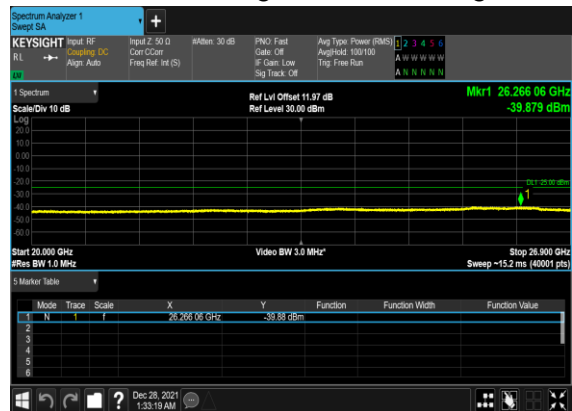 Spectrum Analyzer 1
Swept SA
+
KEYSIGHT Input: RF Input Z: 50 Ω #Atten: 30 dB PNO: Fast Avg Type: Power (RMS) 1 2 3 4 5 6
RL Coupling: DC Corr CCorr Gate: Off Avg|Hold: 100/100 A W W W W W
Align: Auto Freq Ref: Int (S) IF Gain: Low Trig: Free Run
Sig Track: Off A N N N N N
1 Spectrum Ref Lvl Offset 11.97 dB Mkr1 26.266 06 GHz
Scale/Div 10 dB Ref Level 30.00 dBm -39.879 dBm
Log
20.0
10.0
0.00
-10.0
-20.0
DL1 -25.00 dBm
-30.0
1
-40.0
-50.0
-60.0
Start 20.000 GHz Video BW 3.0 MHz* Stop 26.900 GHz
#Res BW 1.0 MHz Sweep ~15.2 ms (40001 pts)
5 Marker Table
Mode Trace Scale X Y Function Function Width Function Value
1 N 1 f 26.266 06 GHz -39.88 dBm
2
3
4
5
6
? Dec 28, 2021
1:33:19 AM